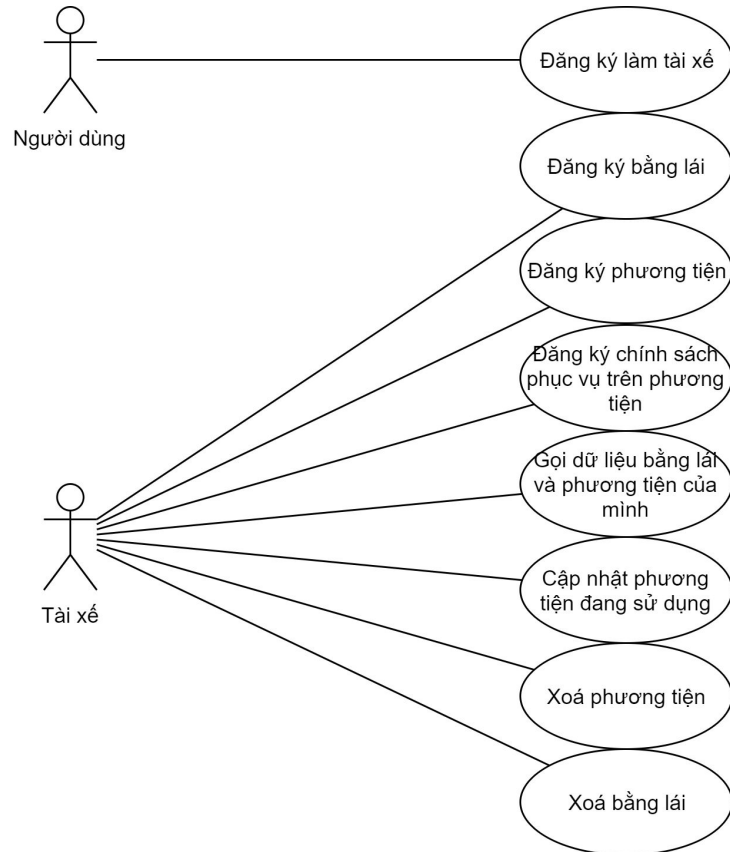 Đăng ký làm tài xế
Người dùng
Đăng ký bằng lái
Đăng ký phương tiện
Đăng ký chính sách
phục vụ trên phương
tiện
Gọi dữ liệu bằng lái
và phương tiện của
mình
Cập nhật phương
tiện đang sử dụng
Tài xế
Xoá phương tiện
Xoá bằng lái